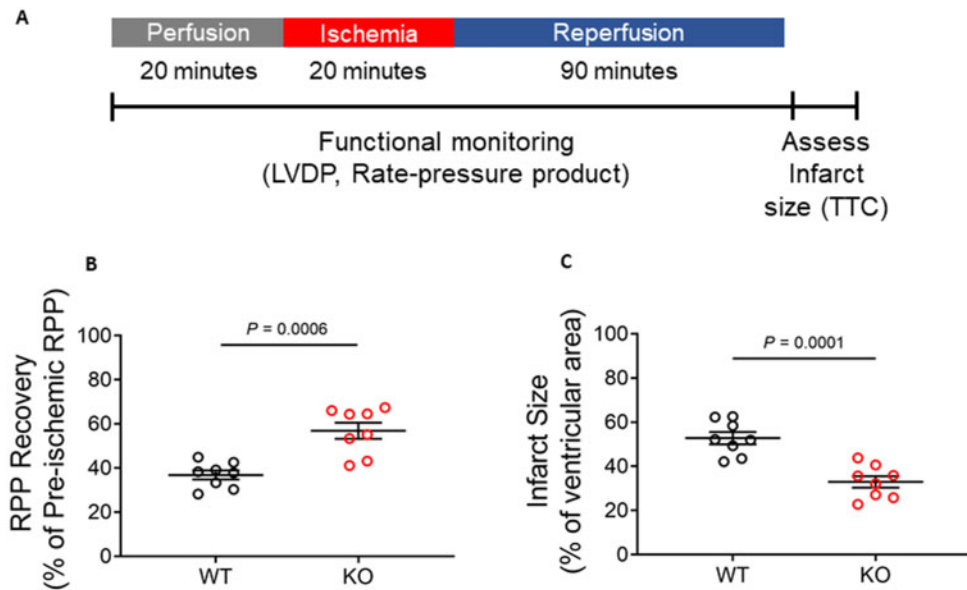 A
Perfusion Ischemia Reperfusion
20 minutes 20 minutes 90 minutes
Functional monitoring
(LVDP, Rate-pressure product)
Assess
Infarct
size (TTC)
B
RPP Recovery
(% of Pre-ischemic RPP)
100
80
60
40
20
0
P = 0.0006
WT KO
C
Infarct Size
(% of ventricular area)
100
80
60
40
20
0
P = 0.0001
WT KO